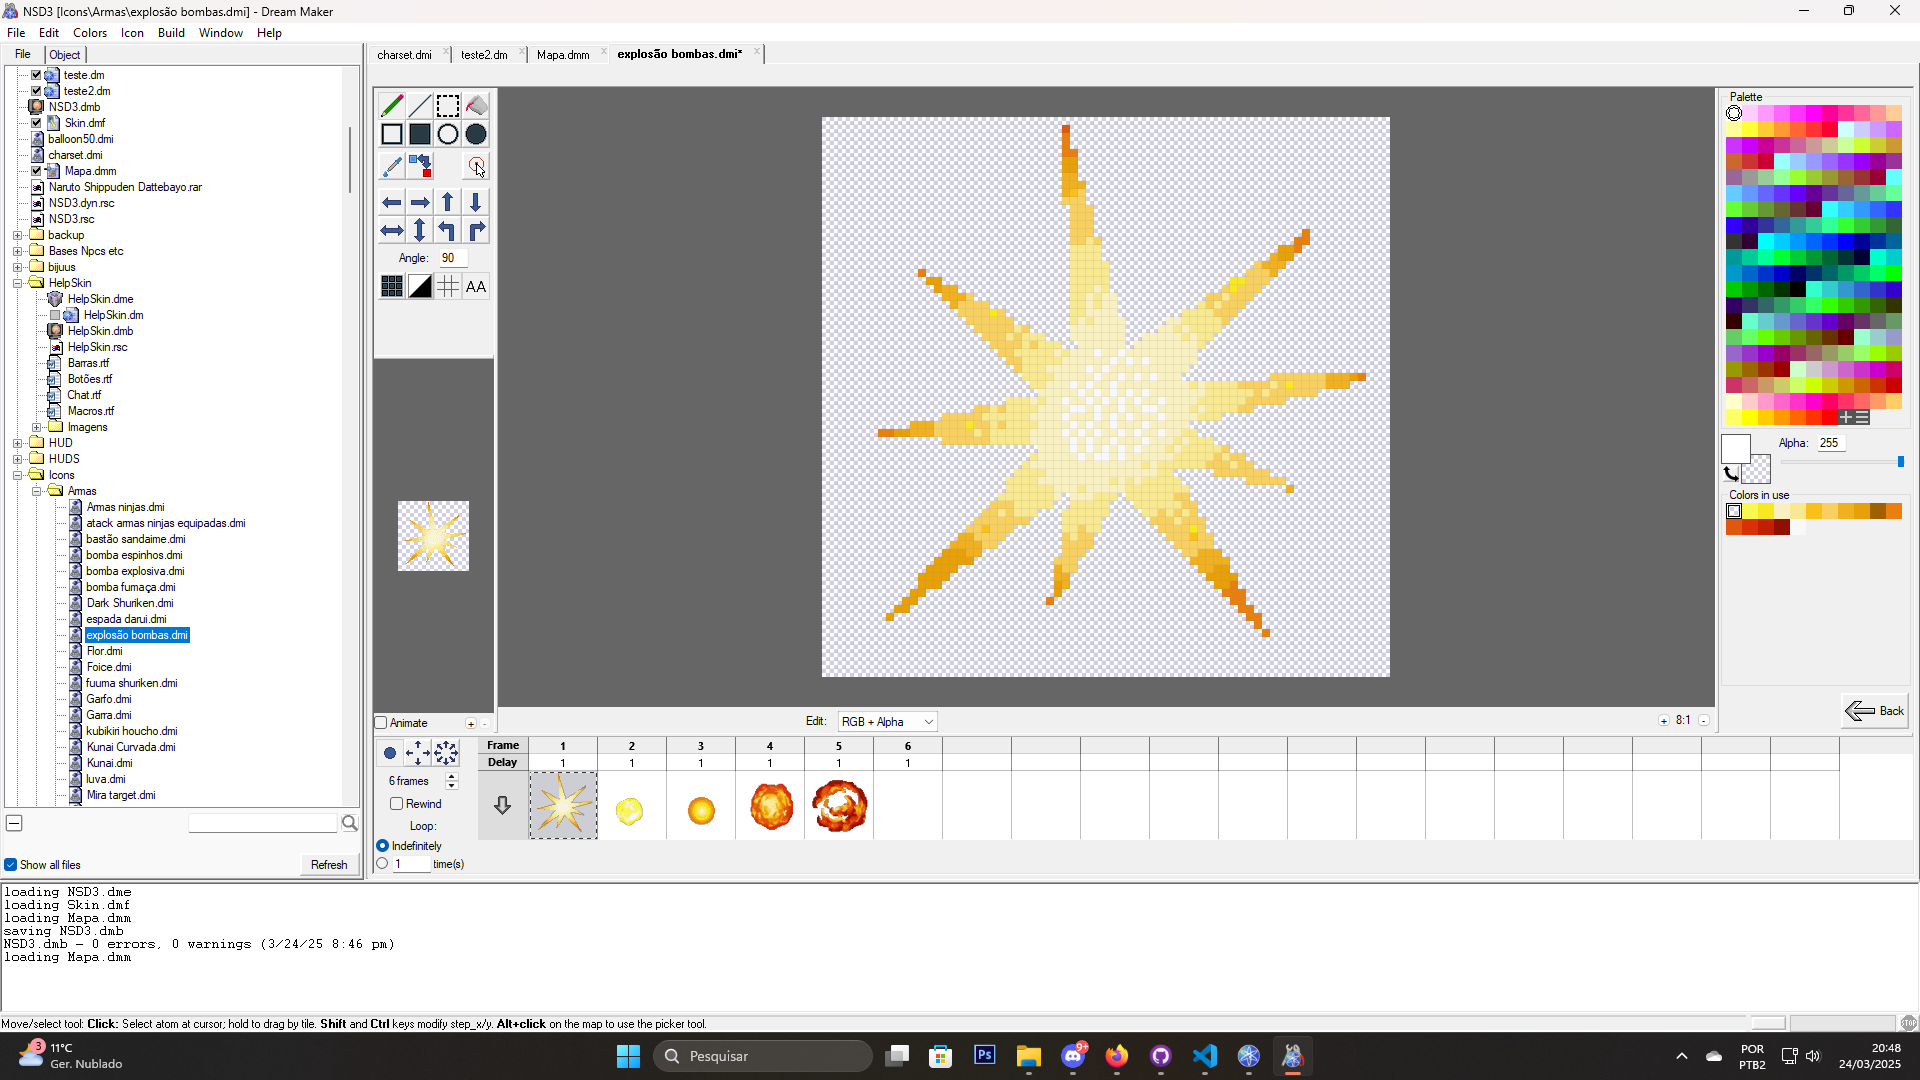 NSD3 [Icons\Armas\explosão bombas.dmi] - Dream Maker
File Edit Colors Icon Build Window Help
File Object
charset.dmi teste2.dm Mapa.dmm explosão bombas.dmi*
teste.dm
teste2.dm
NSD3.dmb
Skin.dmf
balloon50.dmi
charset.dmi
Mapa.dmm
Naruto Shippuden Dattebayo.rar
NSD3.dyn.rsc
NSD3.rsc
backup
Bases Npcs etc
bijuus
HelpSkin
HelpSkin.dme
HelpSkin.dm
HelpSkin.dmb
HelpSkin.rsc
Barras.rtf
Botões.rtf
Chat.rtf
Macros.rtf
Imagens
HUD
HUDS
Icons
Armas
Armas ninjas.dmi
atack armas ninjas equipadas.dmi
bastão sandaime.dmi
bomba espinhos.dmi
bomba explosiva.dmi
bomba fumaça.dmi
Dark Shuriken.dmi
espada darui.dmi
explosão bombas.dmi
Flor.dmi
Foice.dmi
fuuma shuriken.dmi
Garfo.dmi
Garra.dmi
kubikiri houcho.dmi
Kunai Curvada.dmi
Kunai.dmi
luva.dmi
Mira target.dmi
Show all files
Refresh
Angle: 90
AA
Animate + -
Edit: RGB + Alpha
+ 8:1 -
Palette
Alpha: 255
Colors in use
Back
Frame 1 2 3 4 5 6
Delay 1 1 1 1 1 1
6 frames
Rewind
Loop:
Indefinitely
1 time(s)
loading NSD3.dme
loading Skin.dmf
loading Mapa.dmm
saving NSD3.dmb
NSD3.dmb - 0 errors, 0 warnings (3/24/25 8:46 pm)
loading Mapa.dmm
Move/select tool: Click: Select atom at cursor; hold to drag by tile. Shift and Ctrl keys modify step_x/y. Alt+click on the map to use the picker tool.
STOP
3
11°C
Ger. Nublado
Pesquisar
Ps
9+
POR
PTB2
20:48
24/03/2025